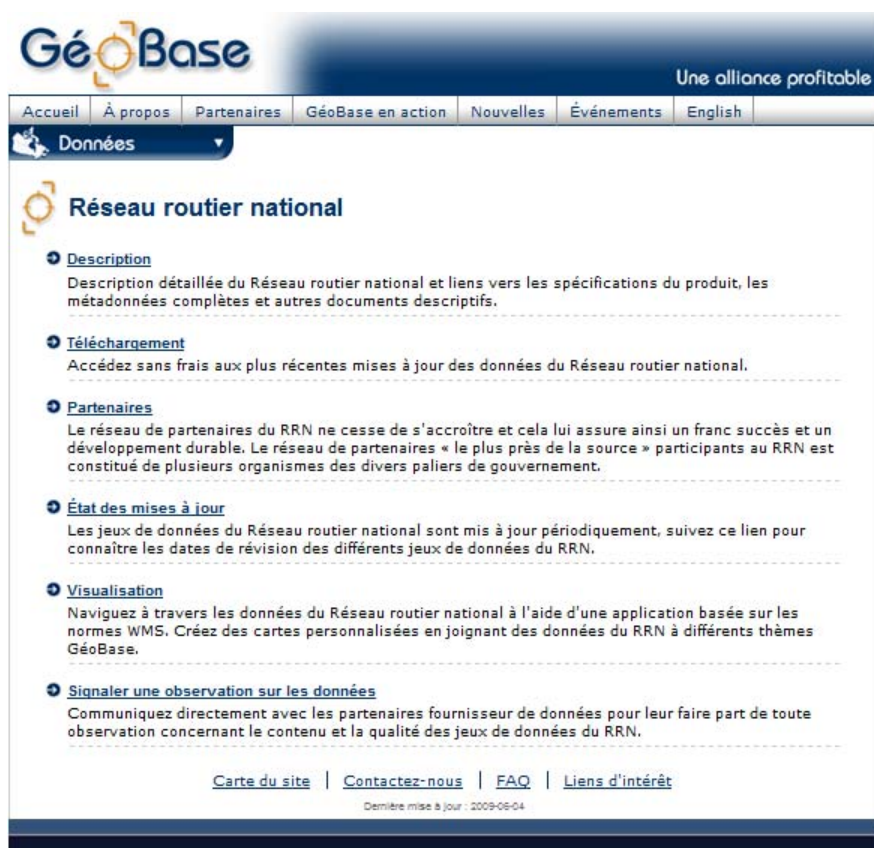 GéoBase
Une alliance profitable
Accueil À propos Partenaires GéoBase en action Nouvelles Événements English
Données
Réseau routier national
Description
Description détaillée du Réseau routier national et liens vers les spécifications du produit, les
métadonnées complètes et autres documents descriptifs.
Téléchargement
Accédez sans frais aux plus récentes mises à jour des données du Réseau routier national.
Partenaires
Le réseau de partenaires du RRN ne cesse de s'accroître et cela lui assure ainsi un franc succès et un
développement durable. Le réseau de partenaires « le plus près de la source » participants au RRN est
constitué de plusieurs organismes des divers paliers de gouvernement.
État des mises à jour
Les jeux de données du Réseau routier national sont mis à jour périodiquement, suivez ce lien pour
connaître les dates de révision des différents jeux de données du RRN.
Visualisation
Naviguez à travers les données du Réseau routier national à l'aide d'une application basée sur les
normes WMS. Créez des cartes personnalisées en joignant des données du RRN à différents thèmes
GéoBase.
Signaler une observation sur les données
Communiquez directement avec les partenaires fournisseur de données pour leur faire part de toute
observation concernant le contenu et la qualité des jeux de données du RRN.
Carte du site | Contactez-nous | FAQ | Liens d'intérêt
Dernière mise à jour : 2009-06-04